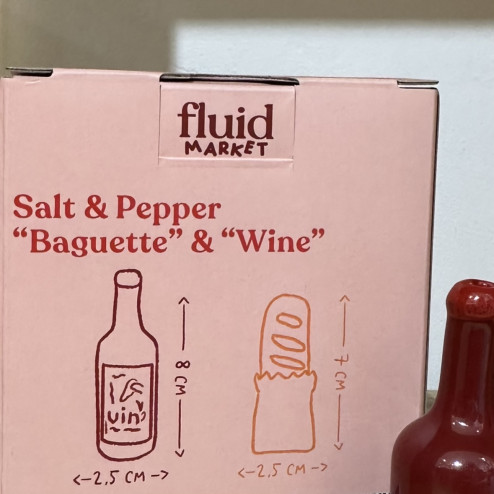 fluid
MARKET
Salt & Pepper
“Baguette” & “Wine”
8 CM
7 CM
vin
<-2,5 CM->
<-2,5 CM->